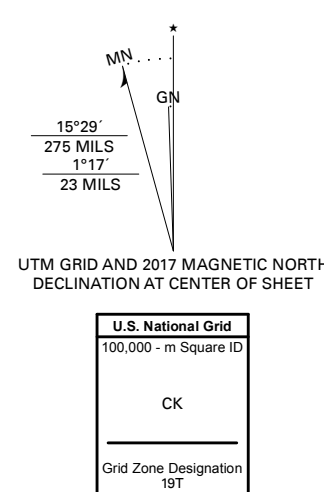 ★
MN
GN
15°29´
275 MILS
1°17´
23 MILS
UTM GRID AND 2017 MAGNETIC NORTH
DECLINATION AT CENTER OF SHEET
U.S. National Grid
100,000 - m Square ID
CK
Grid Zone Designation
19T